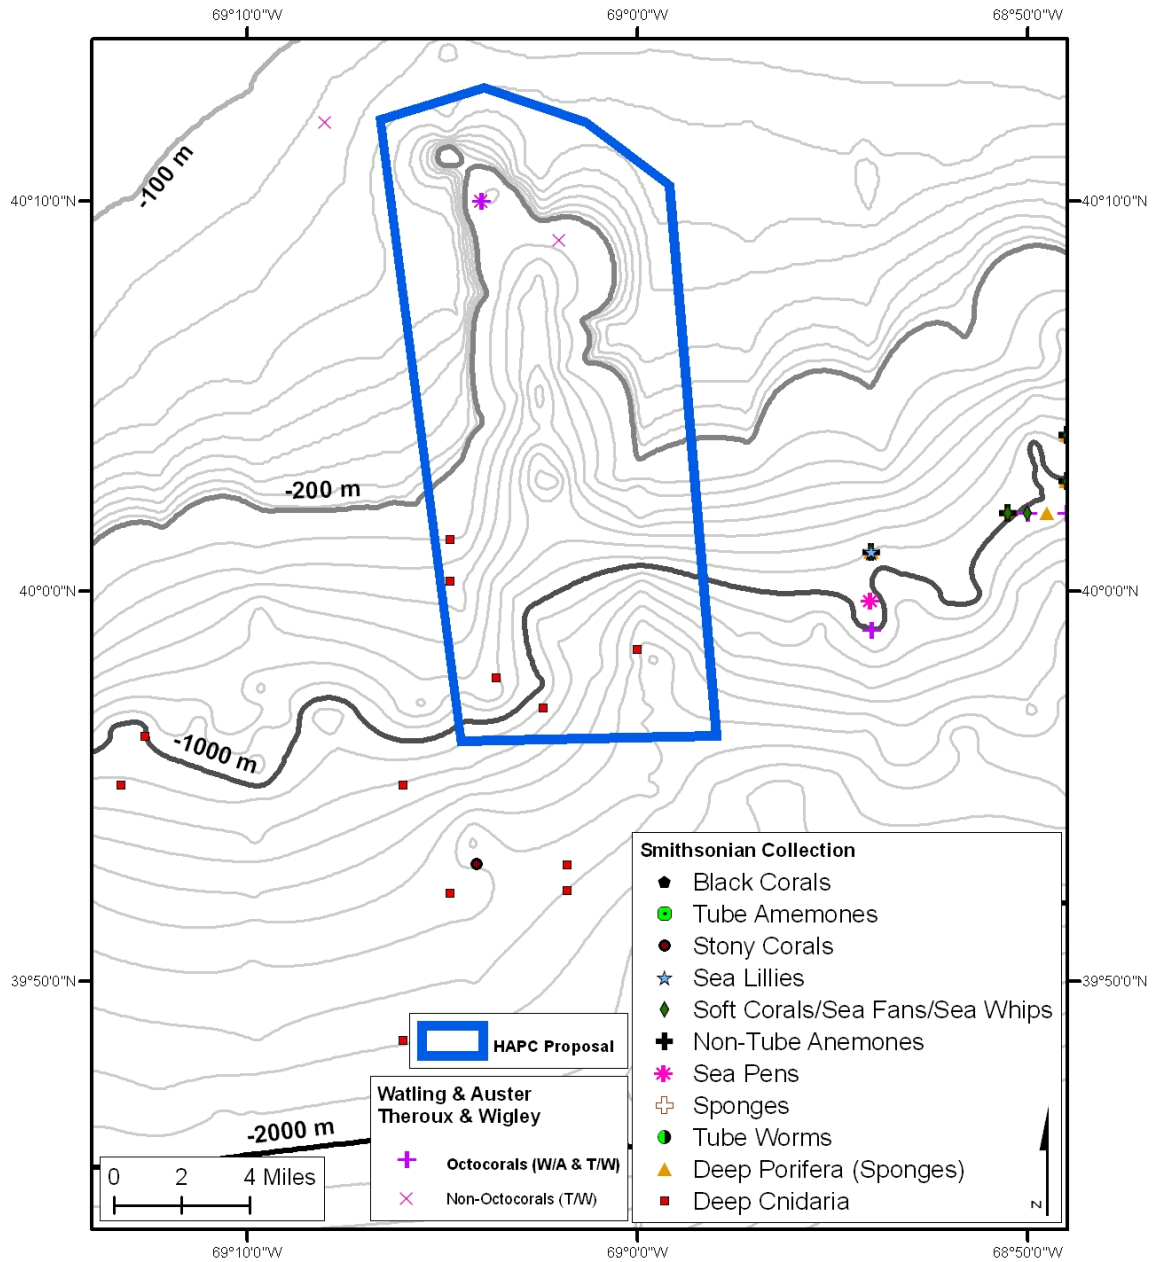 69°10'0"W
69°0'0"W
68°50'0"W
-100 m
40°10'0"N
40°10'0"N
-200 m
40°0'0"N
40°0'0"N
-1000 m
Smithsonian Collection
Black Corals
Tube Amemones
Stony Corals
Sea Lillies
39°50'0"N
39°50'0"N
Soft Corals/Sea Fans/Sea Whips
HAPC Proposal
Non-Tube Anemones
Sea Pens
Watling & Auster
Theroux & Wigley
Sponges
-2000 m
Tube Worms
Octocorals (W/A & T/W)
Deep Porifera (Sponges)
0 2 4 Miles
Non-Octocorals (T/W)
Deep Cnidaria
N
69°10'0"W
69°0'0"W
68°50'0"W